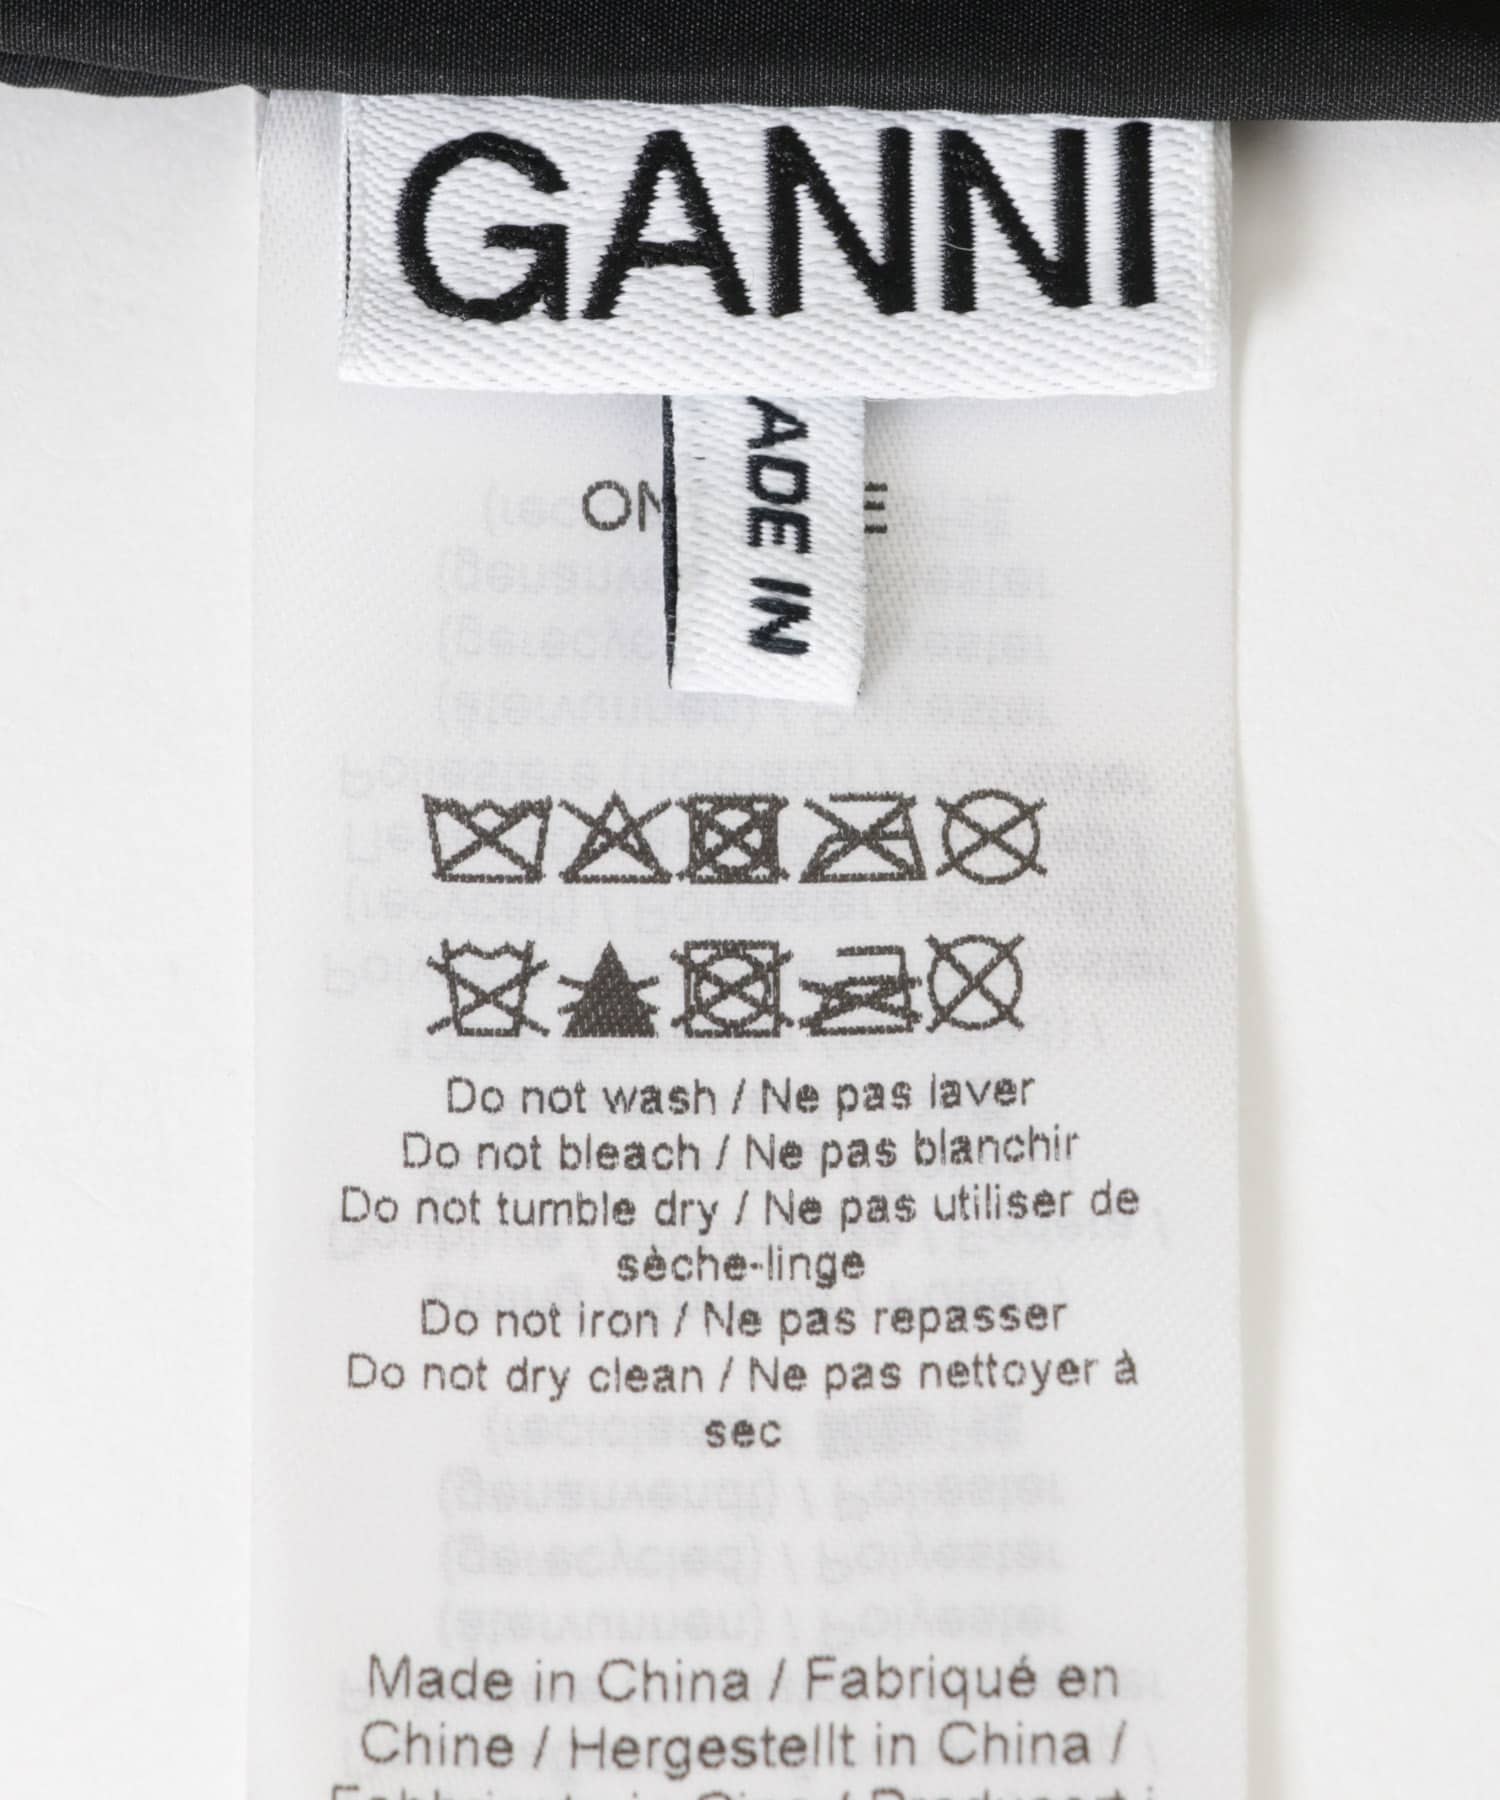 GANNI
MADE IN
Do not wash / Ne pas laver
Do not bleach / Ne pas blanchir
Do not tumble dry / Ne pas utiliser de
sèche-linge
Do not iron / Ne pas repasser
Do not dry clean / Ne pas nettoyer à
sec
Made in China / Fabriqué en
Chine / Hergestellt in China /